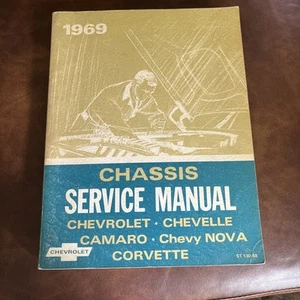 1969
CHASSIS
SERVICE MANUAL
CHEVROLET · CHEVELLE
CAMARO · Chevy NOVA
CORVETTE
CHEVROLET